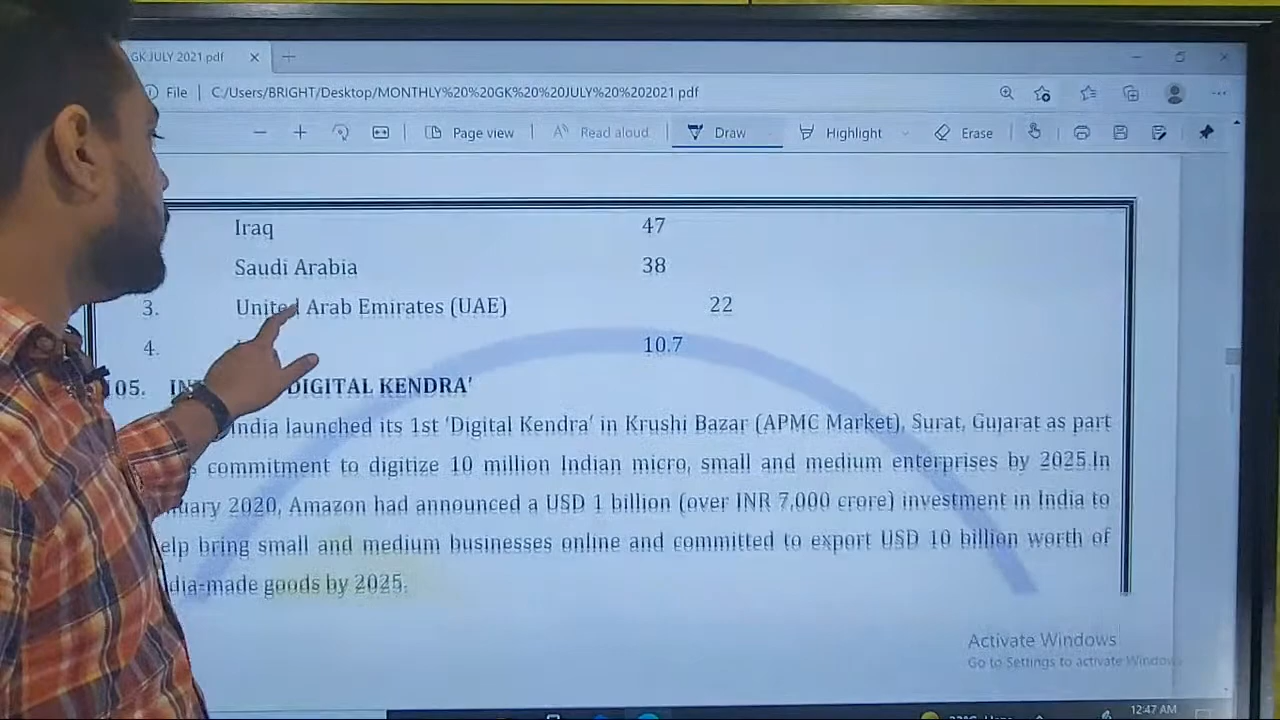 GK JULY 2021 pdf
File C:/Users/BRIGHT/Desktop/MONTHLY%20%20GK%20%20JULY%20%202021 pdf
Page view Read aloud Draw Highlight Erase
Iraq 47
Saudi Arabia 38
3. United Arab Emirates (UAE) 22
4. 10.7
105. DIGITAL KENDRA'
India launched its 1st 'Digital Kendra' in Krushi Bazar (APMC Market), Surat, Gujarat as part
commitment to digitize 10 million Indian micro, small and medium enterprises by 2025.In
2020, Amazon had announced a USD 1 billion (over INR 7,000 crore) investment in India to
elp bring small and medium businesses online and committed to export USD 10 billion worth of
dia-made goods by 2025.
Activate Windows
Go to Settings to activate Windows
12:47 AM